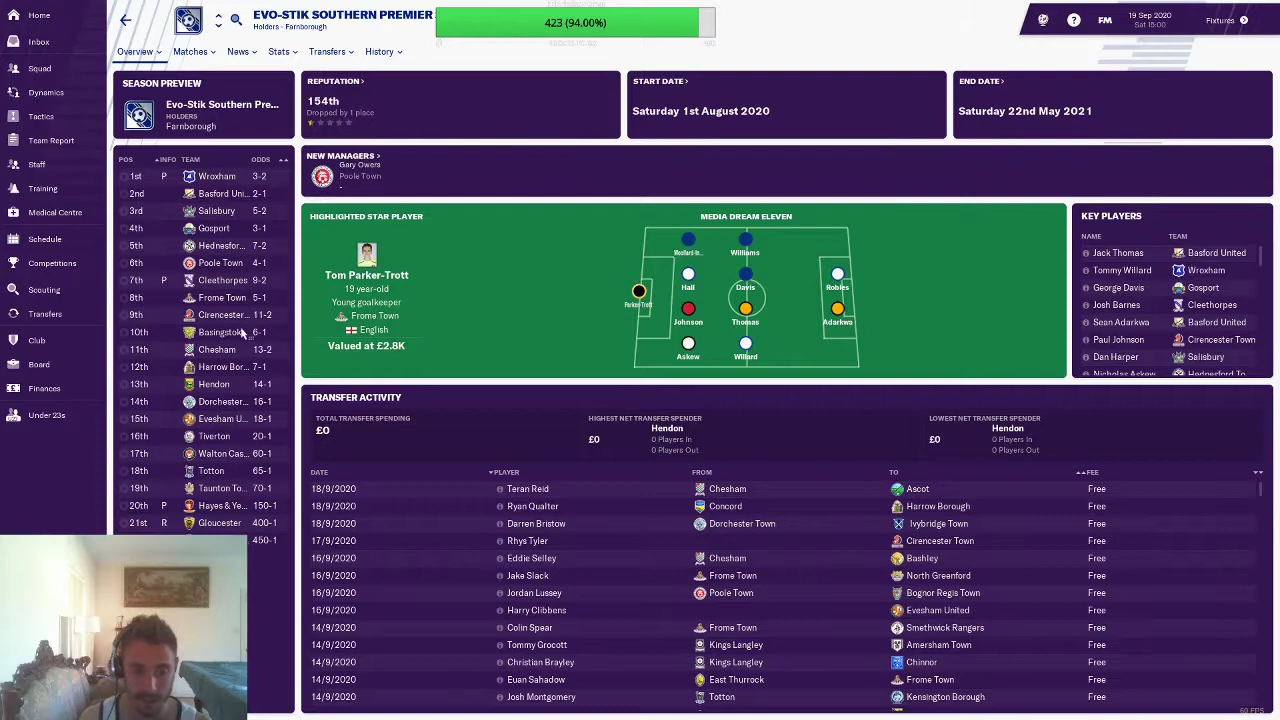 Home
Inbox
Squad
Dynamics
Tactics
Team Report
Staff
Training
Medical Centre
Schedule
Competitions
Scouting
Transfers
Club
Board
Finances
Under 23s
EVO-STIK SOUTHERN PREMIER
Holders - Farnborough
423 (94.00%)
FM
19 Sep 2020
Sat 15:00
Fixtures
Overview
Matches
News
Stats
Transfers
History
SEASON PREVIEW
Evo-Stik Southern Pre...
HOLDERS
Farnborough
REPUTATION
154th
Dropped by 1 place
START DATE
Saturday 1st August 2020
END DATE
Saturday 22nd May 2021
NEW MANAGERS
Gary Owers
Poole Town
-
POS INFO TEAM ODDS
1st P Wroxham 3-2
2nd Basford Uni... 2-1
3rd Salisbury 5-2
4th Gosport 3-1
5th Hednesfor... 7-2
6th Poole Town 4-1
7th P Cleethorpes 9-2
8th Frome Town 5-1
9th Cirencester... 11-2
10th Basingstok 6-1
11th Chesham 13-2
12th Harrow Bor... 7-1
13th Hendon 14-1
14th Dorchester... 16-1
15th Evesham U... 18-1
16th Tiverton 20-1
17th Walton Cas... 60-1
18th Totton 65-1
19th Taunton To... 70-1
20th P Hayes & Ye... 150-1
21st R Gloucester 400-1
450-1
HIGHLIGHTED STAR PLAYER
Tom Parker-Trott
19 year-old
Young goalkeeper
Frome Town
English
Valued at £2.8K
MEDIA DREAM ELEVEN
Williams
Hall
Davis
Robles
Parker-Trott
Johnson
Thomas
Adarkwa
Askew
Willard
KEY PLAYERS
NAME TEAM
Jack Thomas Basford United
Tommy Willard Wroxham
George Davis Gosport
Josh Barnes Cleethorpes
Sean Adarkwa Basford United
Paul Johnson Cirencester Town
Dan Harper Salisbury
Nicholas Askew Hednesford To...
TRANSFER ACTIVITY
TOTAL TRANSFER SPENDING
£0
HIGHEST NET TRANSFER SPENDER
£0
Hendon
0 Players In
0 Players Out
LOWEST NET TRANSFER SPENDER
£0
Hendon
0 Players In
0 Players Out
DATE PLAYER FROM TO FEE
18/9/2020 Teran Reid Chesham Ascot Free
18/9/2020 Ryan Qualter Concord Harrow Borough Free
18/9/2020 Darren Bristow Dorchester Town Ivybridge Town Free
17/9/2020 Rhys Tyler Cirencester Town Free
16/9/2020 Eddie Selley Chesham Bashley Free
16/9/2020 Jake Slack Frome Town North Greenford Free
16/9/2020 Jordan Lussey Poole Town Bognor Regis Town Free
16/9/2020 Harry Clibbens Evesham United Free
14/9/2020 Colin Spear Frome Town Smethwick Rangers Free
14/9/2020 Tommy Grocott Kings Langley Amersham Town Free
14/9/2020 Christian Brayley Kings Langley Chinnor Free
14/9/2020 Euan Sahadow East Thurrock Frome Town Free
14/9/2020 Josh Montgomery Totton Kensington Borough Free
60 FPS